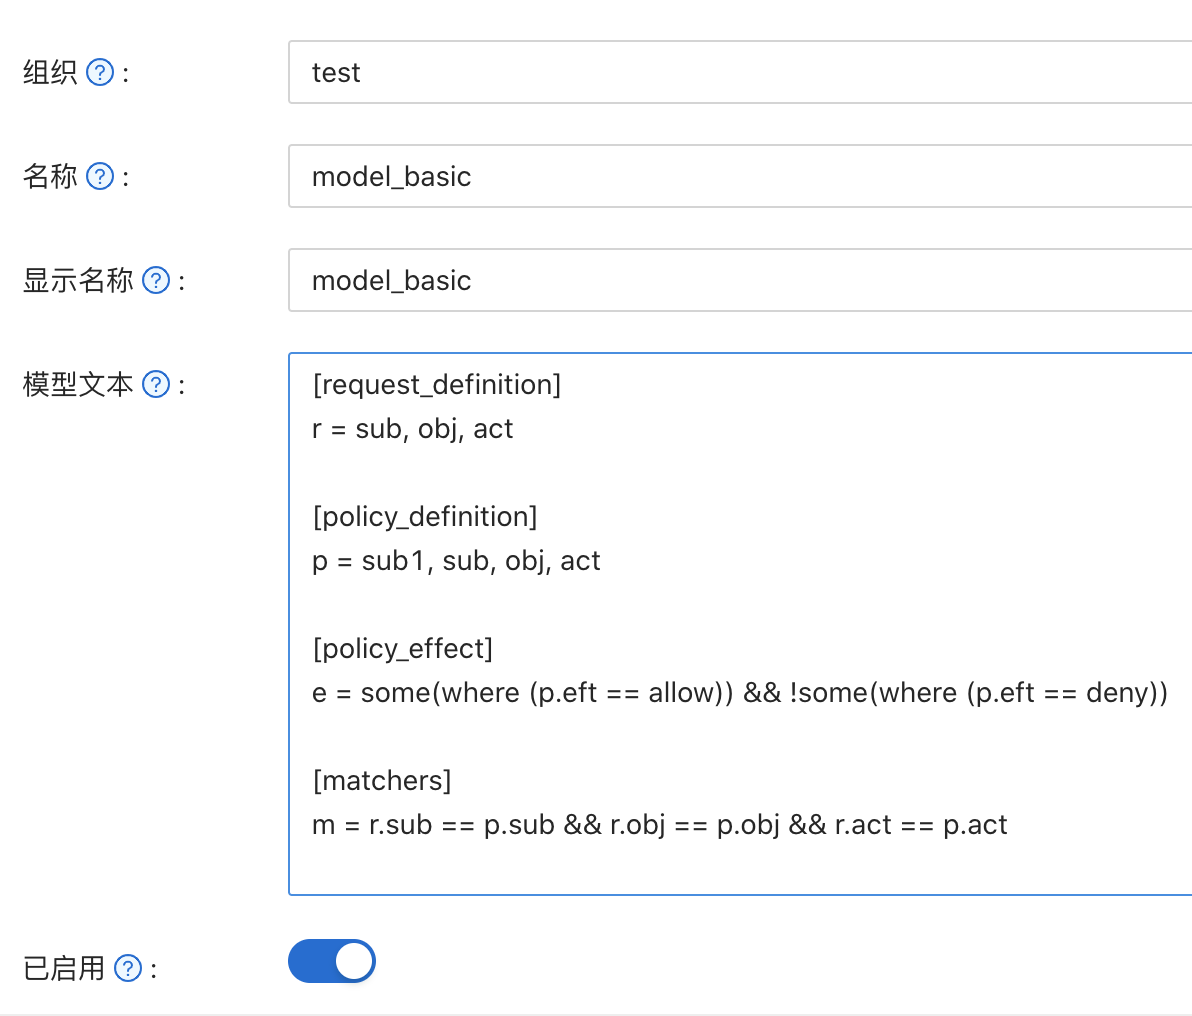 组织 ? :
test
名称 ? :
model_basic
显示名称 ? :
model_basic
模型文本 ? :
[request_definition]
r = sub, obj, act
[policy_definition]
p = sub1, sub, obj, act
[policy_effect]
e = some(where (p.eft == allow)) && !some(where (p.eft == deny))
[matchers]
m = r.sub == p.sub && r.obj == p.obj && r.act == p.act
已启用 ? :